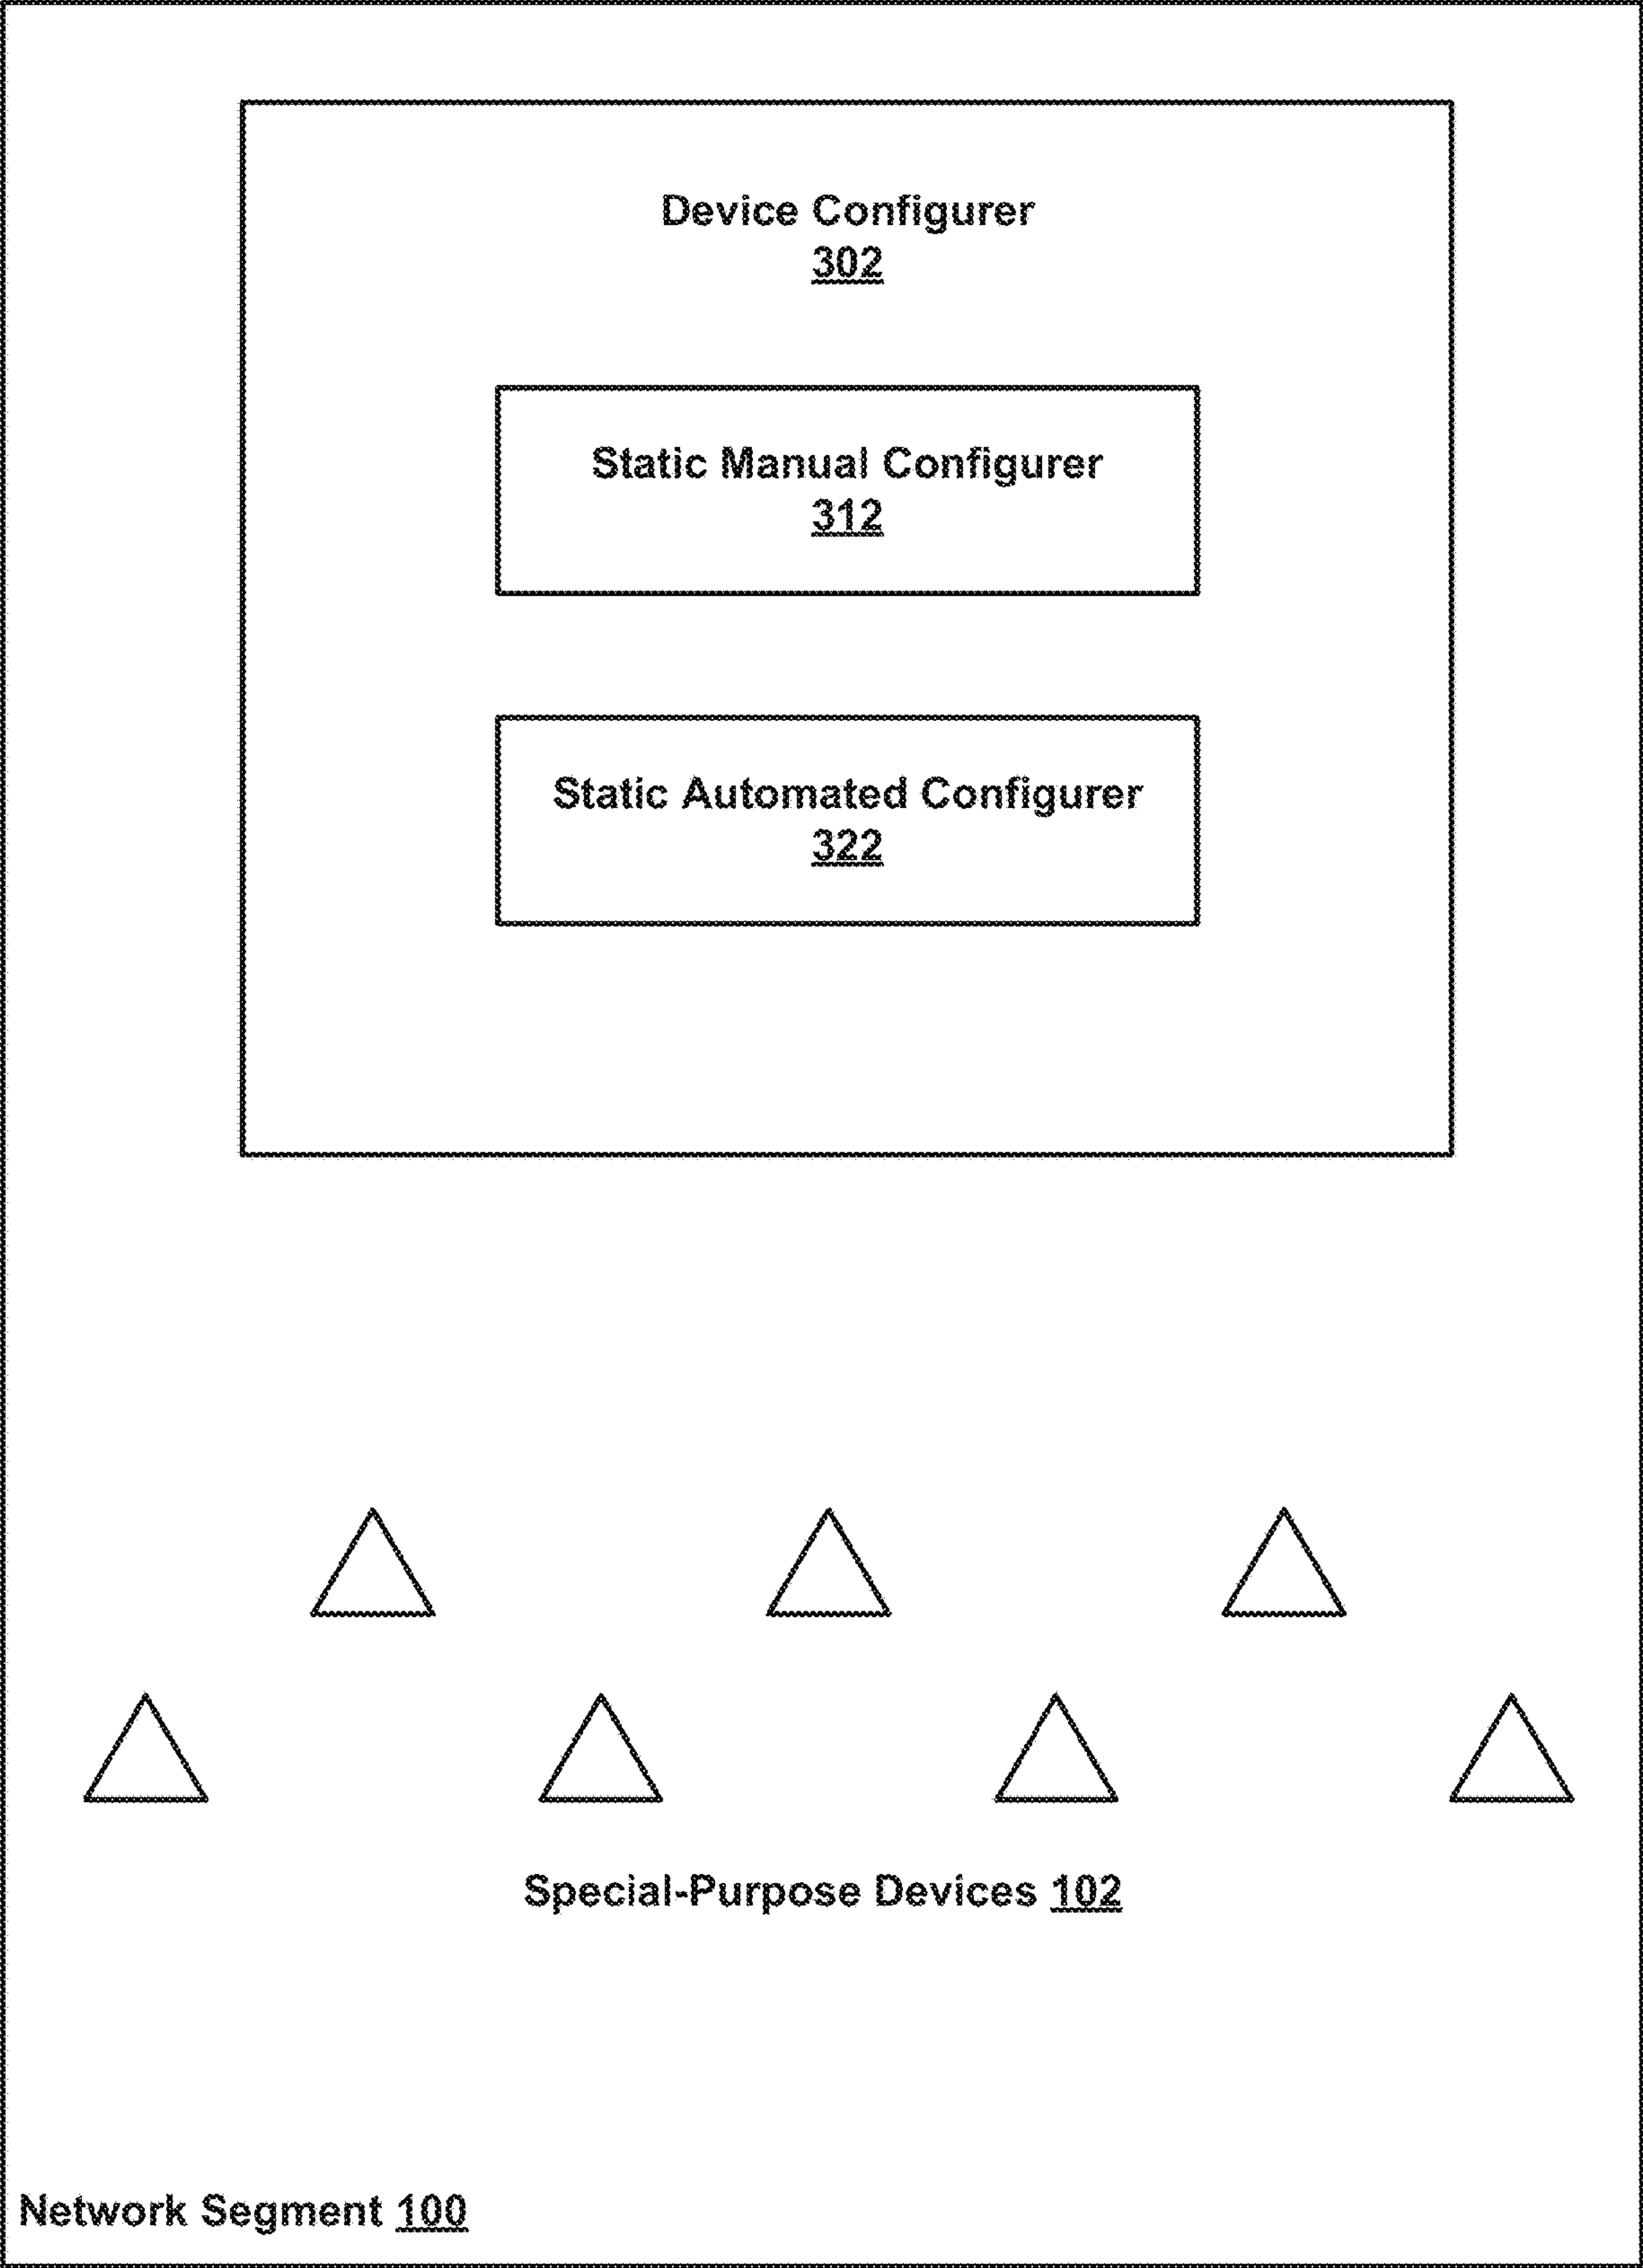 Device Configurer
302
Static Manual Configurer
312
Static Automated Configurer
322
Special-Purpose Devices 102
Network Segment 100